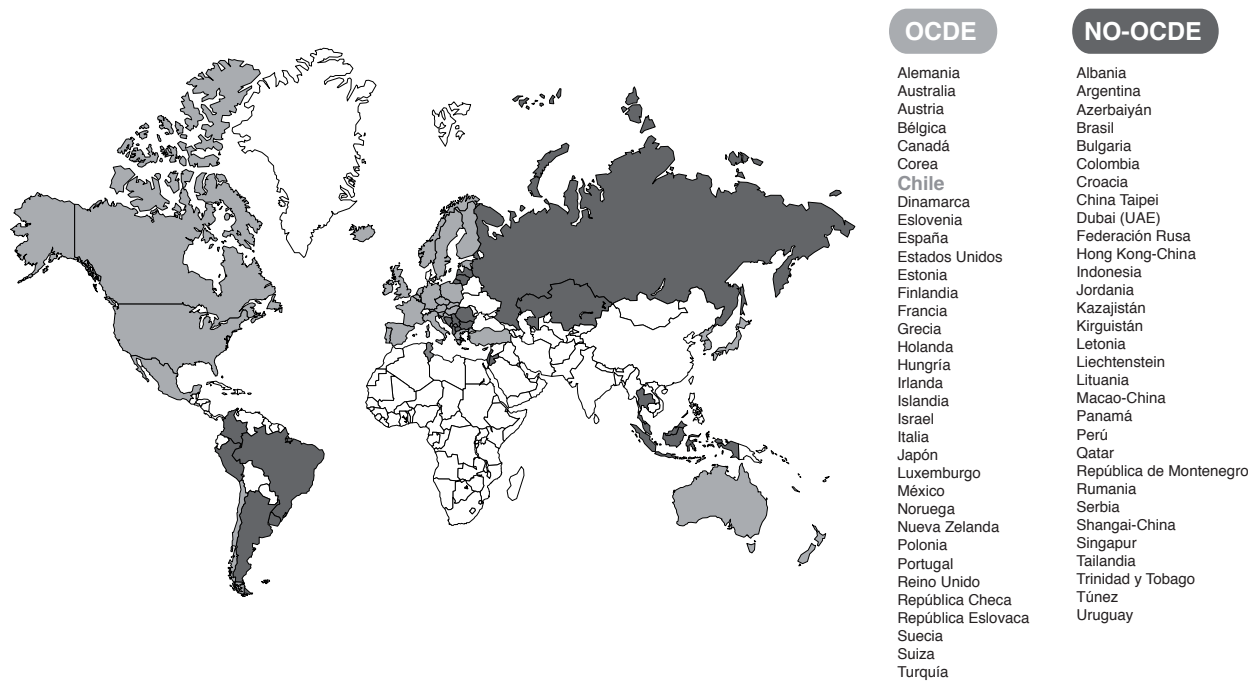 OCDE
Alemania
Australia
Austria
Bélgica
Canadá
Corea
Chile
Dinamarca
Eslovenia
España
Estados Unidos
Estonia
Finlandia
Francia
Grecia
Holanda
Hungría
Irlanda
Islandia
Israel
Italia
Japón
Luxemburgo
México
Noruega
Nueva Zelanda
Polonia
Portugal
Reino Unido
República Checa
República Eslovaca
Suecia
Suiza
Turquía
NO-OCDE
Albania
Argentina
Azerbaiyán
Brasil
Bulgaria
Colombia
Croacia
China Taipei
Dubai (UAE)
Federación Rusa
Hong Kong-China
Indonesia
Jordania
Kazajistán
Kirguistán
Letonia
Liechtenstein
Lituania
Macao-China
Panamá
Perú
Qatar
República de Montenegro
Rumania
Serbia
Shangai-China
Singapur
Tailandia
Trinidad y Tobago
Túnez
Uruguay